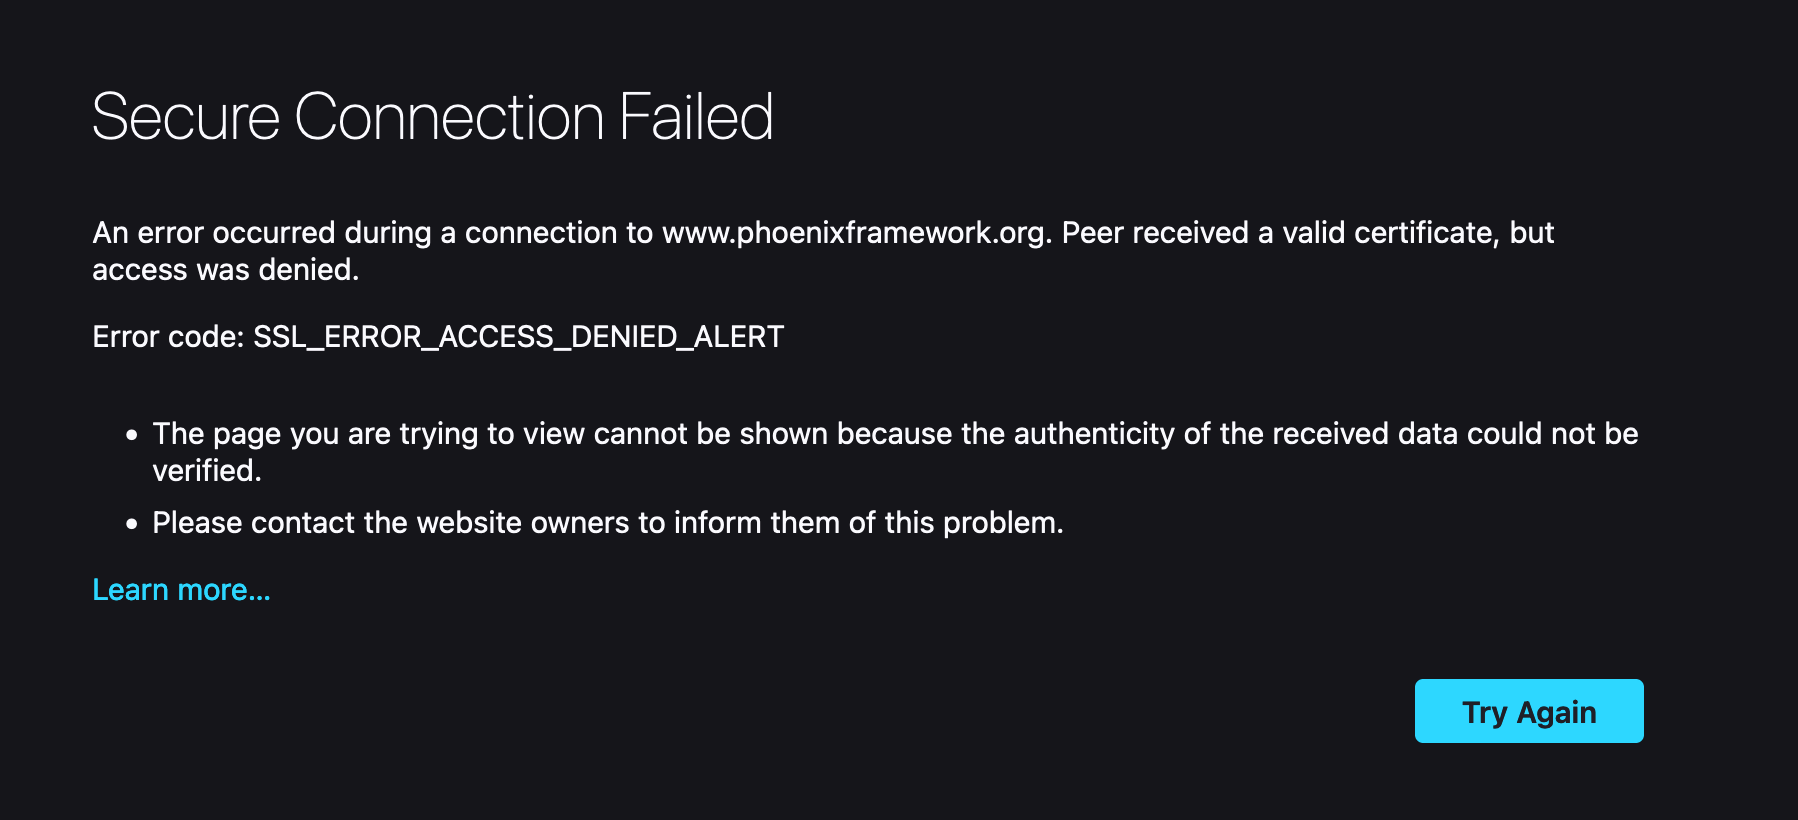 Secure Connection Failed
An error occurred during a connection to www.phoenixframework.org. Peer received a valid certificate, but
access was denied.
Error code: SSL_ERROR_ACCESS_DENIED_ALERT
• The page you are trying to view cannot be shown because the authenticity of the received data could not be
verified.
• Please contact the website owners to inform them of this problem.
Learn more...
Try Again